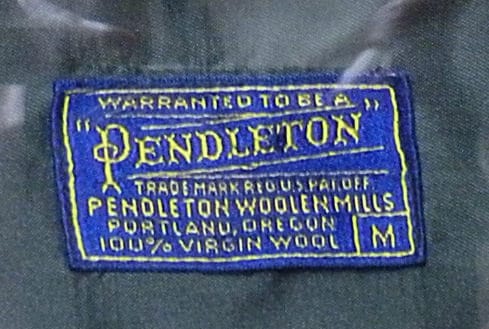 WARRANTED TO BE A
"PENDLETON"
TRADE MARK REG U.S. PAT. OFF.
PENDLETON WOOLEN MILLS
PORTLAND, OREGON
100% VIRGIN WOOL
M